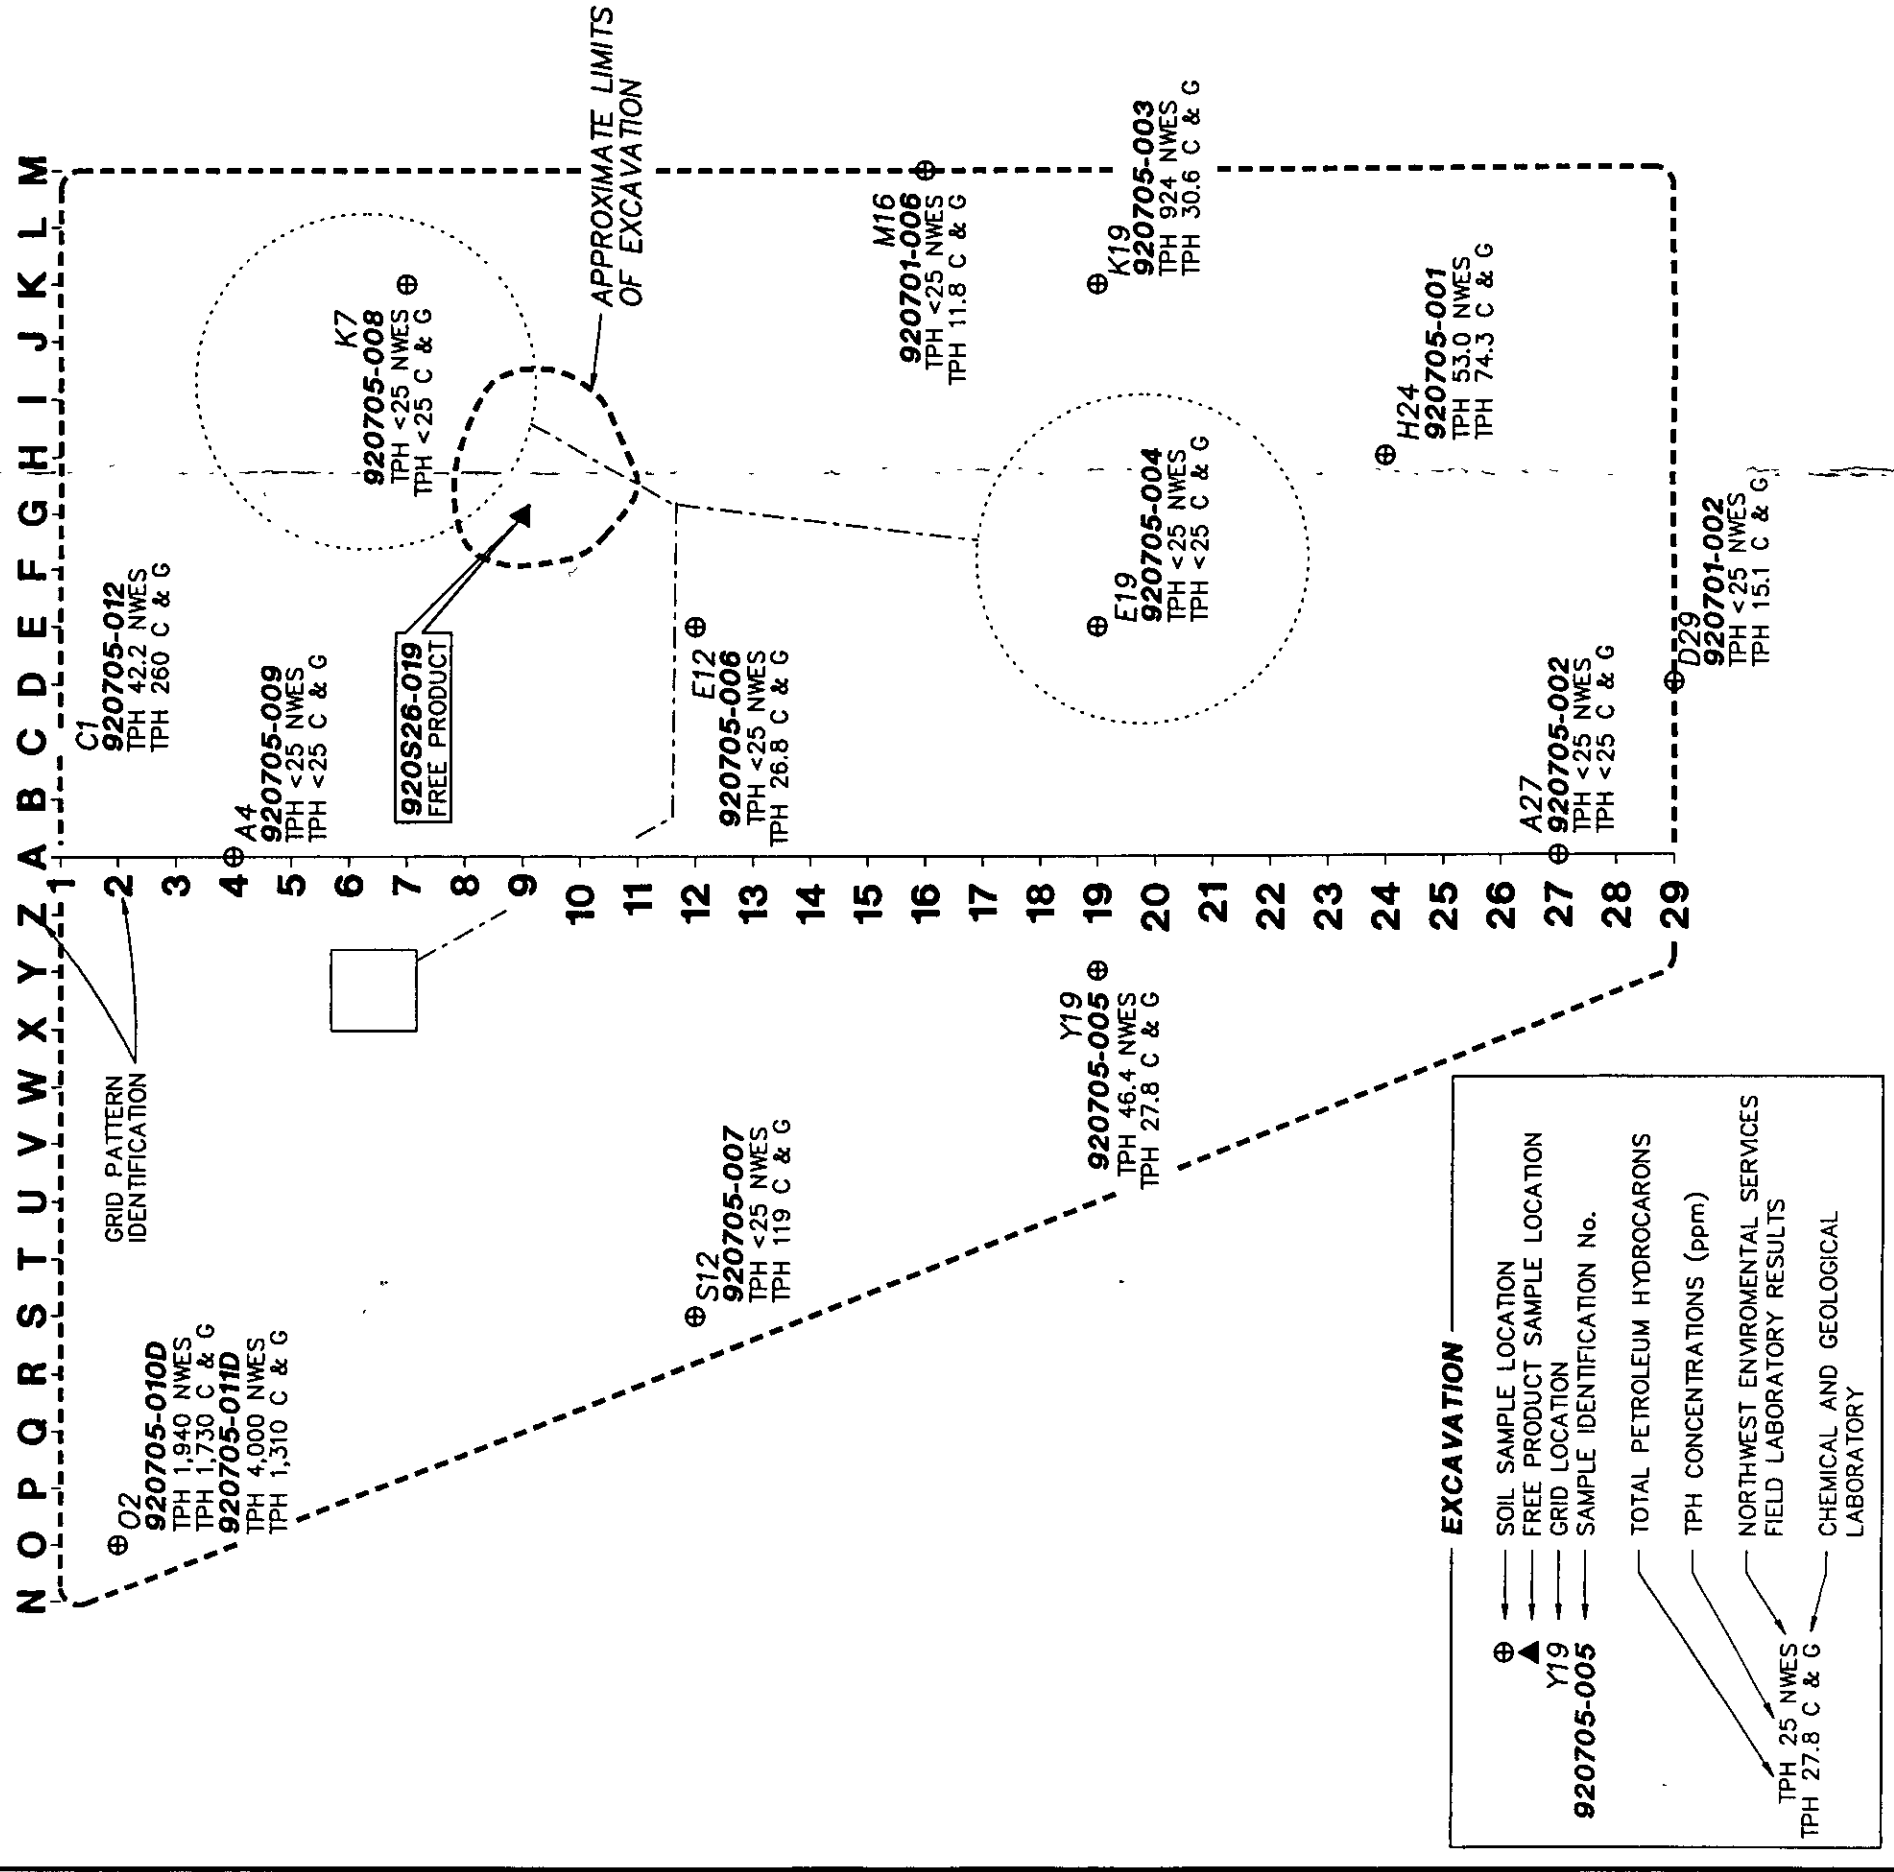 N O P Q R S T U V W X Y Z A B C D E F G H I J K L M
1
2
3
4
5
6
7
8
9
10
11
12
13
14
15
16
17
18
19
20
21
22
23
24
25
26
27
28
29
GRID PATTERN
IDENTIFICATION
O2
920705-010D
TPH 1,940 NWES
TPH 1,730 C & G
920705-011D
TPH 4,000 NWES
TPH 1,310 C & G
C1
920705-012
TPH 42.2 NWES
TPH 260 C & G
A4
920705-009
TPH <25 NWES
TPH <25 C & G
K7
920705-008
TPH <25 NWES
TPH <25 C & G
920S26-019
FREE PRODUCT
APPROXIMATE LIMITS
OF EXCAVATION
S12
920705-007
TPH <25 NWES
TPH 119 C & G
E12
920705-006
TPH <25 NWES
TPH 26.8 C & G
M16
920701-006
TPH <25 NWES
TPH 11.8 C & G
Y19
920705-005
TPH 46.4 NWES
TPH 27.8 C & G
E19
920705-004
TPH <25 NWES
TPH <25 C & G
K19
920705-003
TPH 924 NWES
TPH 30.6 C & G
H24
920705-001
TPH 53.0 NWES
TPH 74.3 C & G
A27
920705-002
TPH <25 NWES
TPH <25 C & G
D29
920701-002
TPH <25 NWES
TPH 15.1 C & G
EXCAVATION
SOIL SAMPLE LOCATION
FREE PRODUCT SAMPLE LOCATION
Y19 GRID LOCATION
920705-005 SAMPLE IDENTIFICATION No.
TOTAL PETROLEUM HYDROCARONS
TPH CONCENTRATIONS (ppm)
NORTHWEST ENVIROMENTAL SERVICES
FIELD LABORATORY RESULTS
TPH 25 NWES
TPH 27.8 C & G
CHEMICAL AND GEOLOGICAL
LABORATORY